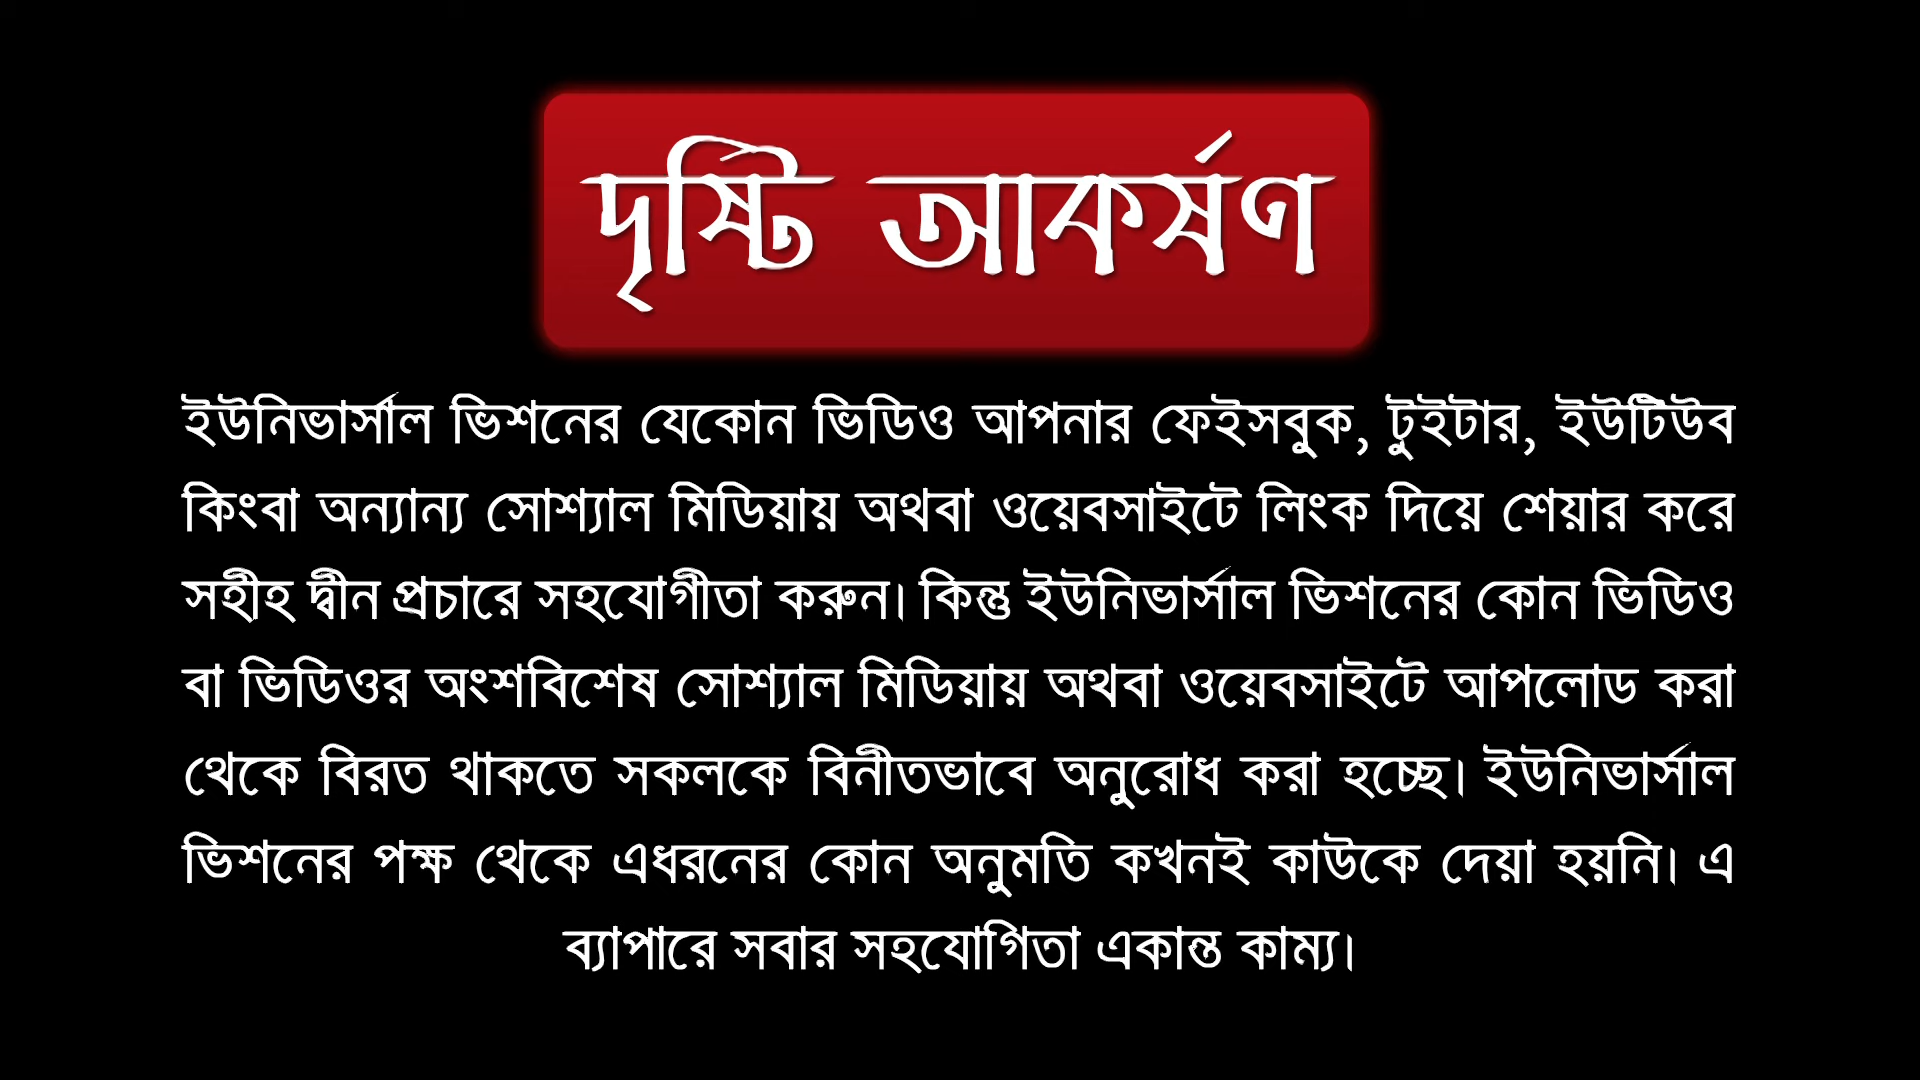 দৃষ্টি আকর্ষণ
ইউনিভার্সাল ভিশনের যেকোন ভিডিও আপনার ফেইসবুক, টুইটার, ইউটিউব
কিংবা অন্যান্য সোশ্যাল মিডিয়ায় অথবা ওয়েবসাইটে লিংক দিয়ে শেয়ার করে
সহীহ দ্বীন প্রচারে সহযোগীতা করুন। কিন্তু ইউনিভার্সাল ভিশনের কোন ভিডিও
বা ভিডিওর অংশবিশেষ সোশ্যাল মিডিয়ায় অথবা ওয়েবসাইটে আপলোড করা
থেকে বিরত থাকতে সকলকে বিনীতভাবে অনুরোধ করা হচ্ছে। ইউনিভার্সাল
ভিশনের পক্ষ থেকে এধরনের কোন অনুমতি কখনই কাউকে দেয়া হয়নি। এ
ব্যাপারে সবার সহযোগিতা একান্ত কাম্য।